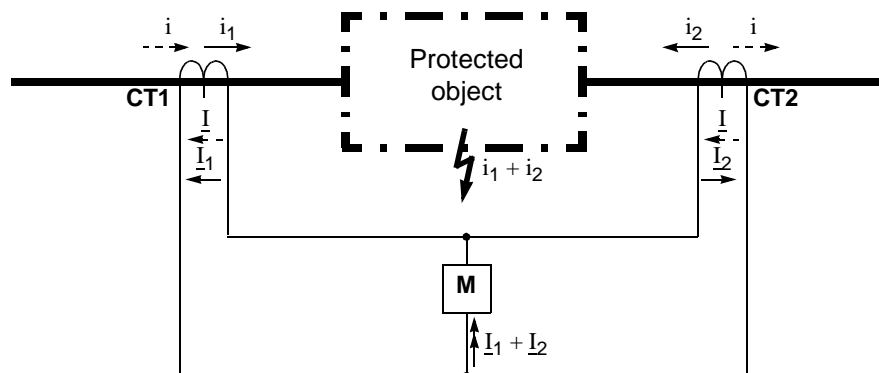 i i₁ i₂ i
Protected
object
CT1 CT2
I I
I₁ I₂
i₁ + i₂
M
I₁ + I₂